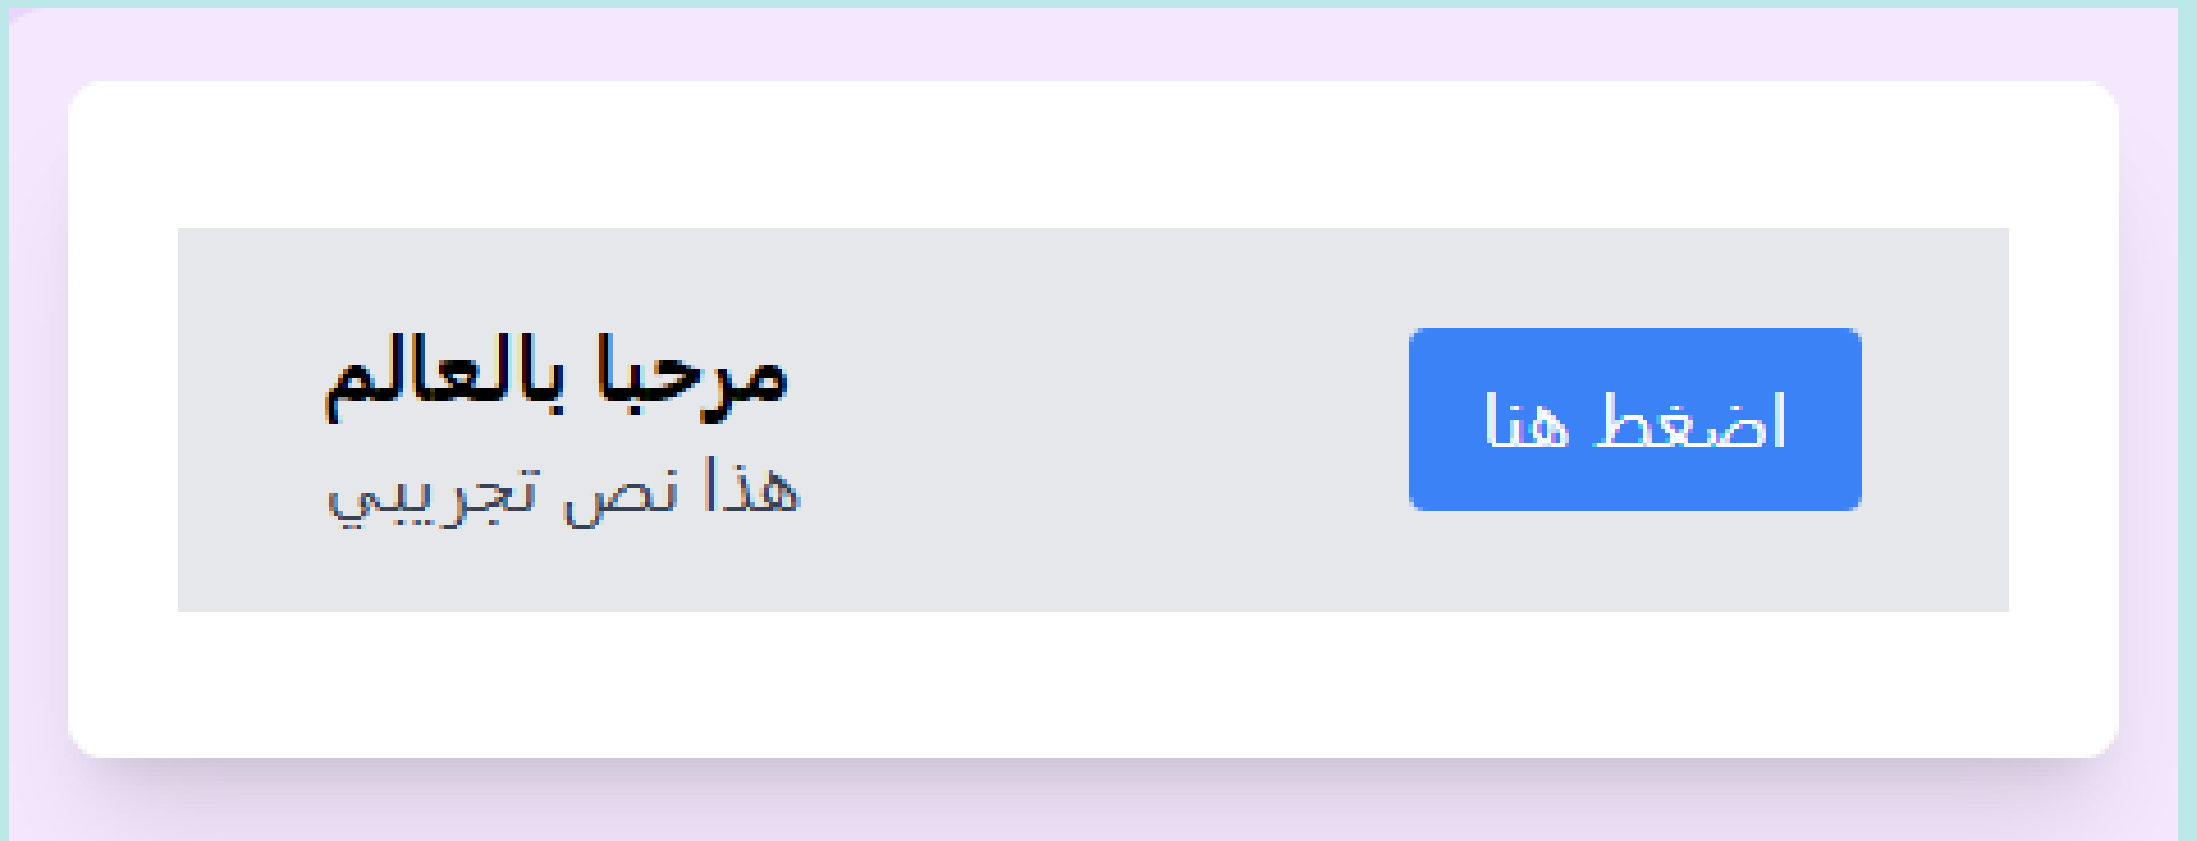 مرحبا بالعالم
هذا نص تجريبي
اضغط هنا